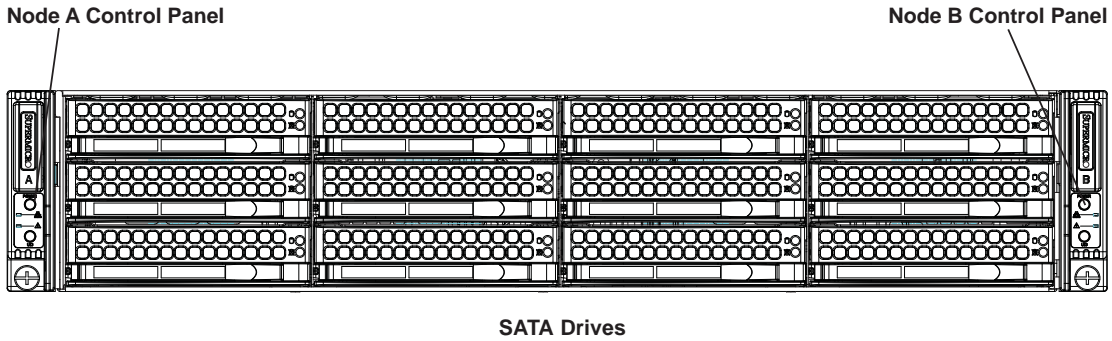 Node A Control Panel
Node B Control Panel
SUPERMICRO
A
SUPERMICRO
B
SATA Drives